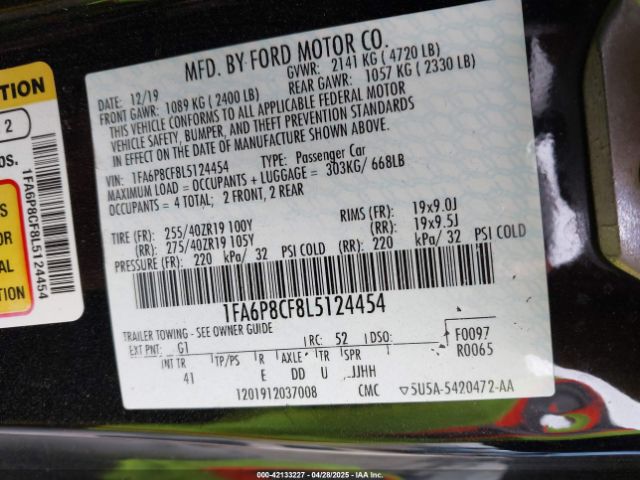 MFD. BY FORD MOTOR CO.
DATE: 12/19
GVWR: 2141 KG (4720 LB)
FRONT GAWR: 1089 KG (2400 LB)
REAR GAWR: 1057 KG (2330 LB)
THIS VEHICLE CONFORMS TO ALL APPLICABLE FEDERAL MOTOR
VEHICLE SAFETY, BUMPER, AND THEFT PREVENTION STANDARDS
IN EFFECT ON THE DATE OF MANUFACTURE SHOWN ABOVE.
VIN: 1FA6P8CF8L5124454 TYPE: Passenger Car
MAXIMUM LOAD = OCCUPANTS + LUGGAGE = 303KG/ 668LB
OCCUPANTS = 4 TOTAL; 2 FRONT, 2 REAR
TIRE (FR): 255/40ZR19 100Y RIMS (FR): 19x9.0J
(RR): 275/40ZR19 105Y (RR): 19x9.5J
PRESSURE (FR): 220 kPa/ 32 PSI COLD (RR): 220 kPa/ 32 PSI COLD
1FA6P8CF8L5124454
TRAILER TOWING - SEE OWNER GUIDE
EXT PNT: G1 RC: 52 DSO:
F0097
R0065
INT TR TP/PS R AXLE TR SPR
41 E DD U JJHH
1201912037008 CMC 5U5A-5420472-AA
TION
2
os.
1FA6P8CF8L5124454
S
OR
AL
TION
000-42133227 - 04/28/2025 - IAA Inc.